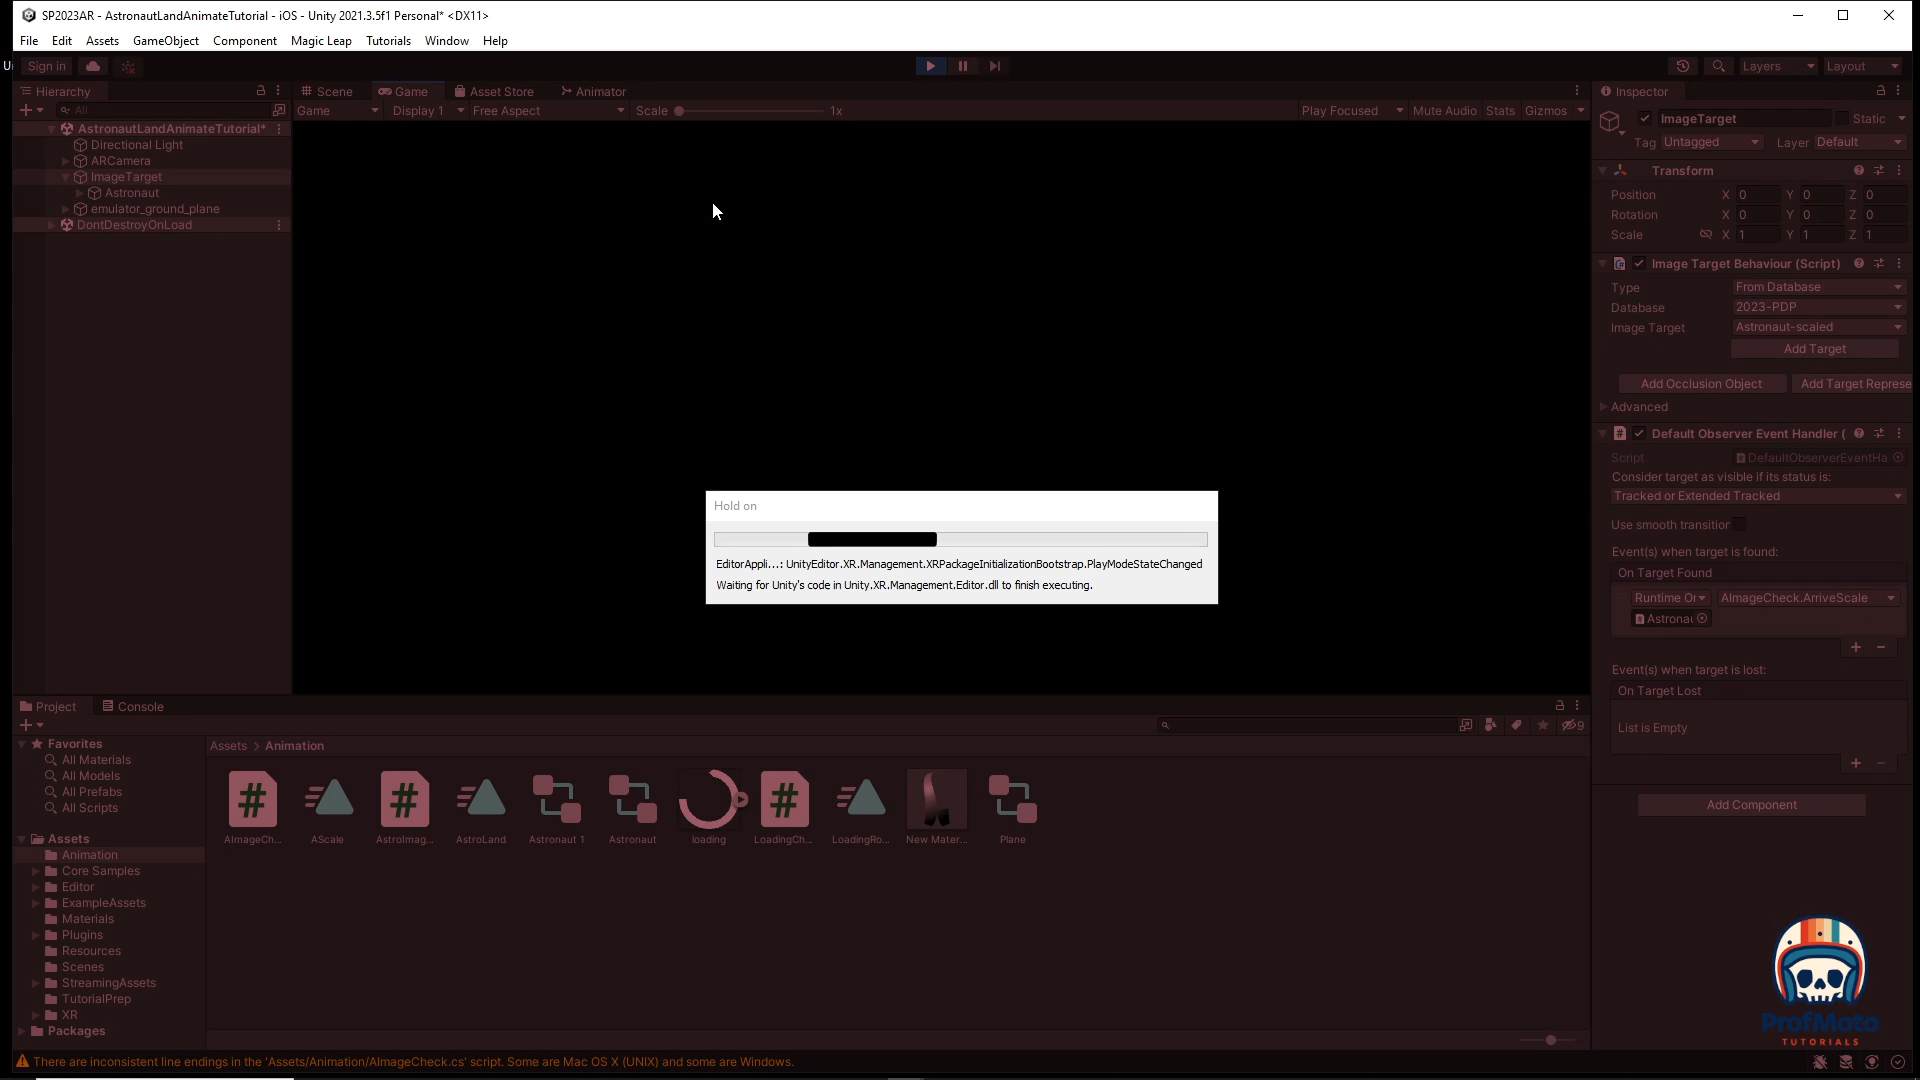 SP2023AR - AstronautLandAnimateTutorial - iOS - Unity 2021.3.5f1 Personal* <DX11>
File Edit Assets GameObject Component Magic Leap Tutorials Window Help
Sign in
Layers Layout
Hierarchy
All
AstronautLandAnimateTutorial*
Directional Light
ARCamera
ImageTarget
Astronaut
emulator_ground_plane
DontDestroyOnLoad
Scene Game Asset Store Animator
Game Display 1 Free Aspect Scale 1x Play Focused Mute Audio Stats Gizmos
Hold on
EditorAppli...: UnityEditor.XR.Management.XRPackageInitializationBootstrap.PlayModeStateChanged
Waiting for Unity's code in Unity.XR.Management.Editor.dll to finish executing.
Inspector
ImageTarget Static
Tag Untagged Layer Default
Transform
Position X 0 Y 0 Z 0
Rotation X 0 Y 0 Z 0
Scale X 1 Y 1 Z 1
Image Target Behaviour (Script)
Type From Database
Database 2023-PDP
Image Target Astronaut-scaled
Add Target
Add Occlusion Object Add Target Represe
Advanced
Default Observer Event Handler (
Script DefaultObserverEventHa
Consider target as visible if its status is:
Tracked or Extended Tracked
Use smooth transition
Event(s) when target is found:
On Target Found
Runtime Or AImageCheck.ArriveScale
Astronau
Event(s) when target is lost:
On Target Lost
List is Empty
Add Component
Project Console
9
Favorites
All Materials
All Models
All Prefabs
All Scripts
Assets
Animation
Core Samples
Editor
ExampleAssets
Materials
Plugins
Resources
Scenes
StreamingAssets
TutorialPrep
XR
Packages
Assets > Animation
AImageCh... AScale AstroImag... AstroLand Astronaut 1 Astronaut loading LoadingCh... LoadingRo... New Mater... Plane
ProfMoto
TUTORIALS
There are inconsistent line endings in the 'Assets/Animation/AImageCheck.cs' script. Some are Mac OS X (UNIX) and some are Windows.